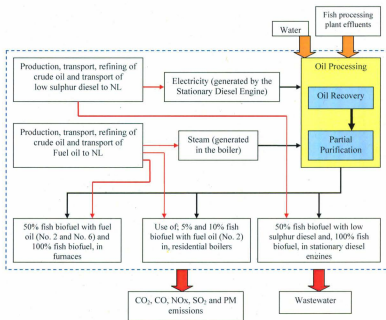 Water
Fish processing
plant effluents
Production, transport, refining of
crude oil and transport of
low sulphur diesel to NL
Electricity (generated by the
Stationary Diesel Engine)
Oil Processing
Oil Recovery
Production, transport, refining of
crude oil and transport of
Fuel oil to NL
Steam (generated
in the boiler)
Partial
Purification
50% fish biofuel with fuel
oil (No. 2 and No. 6) and
100% fish biofuel, in
furnaces
Use of; 5% and 10% fish
biofuel with fuel oil (No. 2)
in, residential boilers
50% fish biofuel with low
sulphur diesel and, 100% fish
biofuel, in stationary diesel
engines
CO₂, CO, NOx, SO₂ and PM
emissions
Wastewater